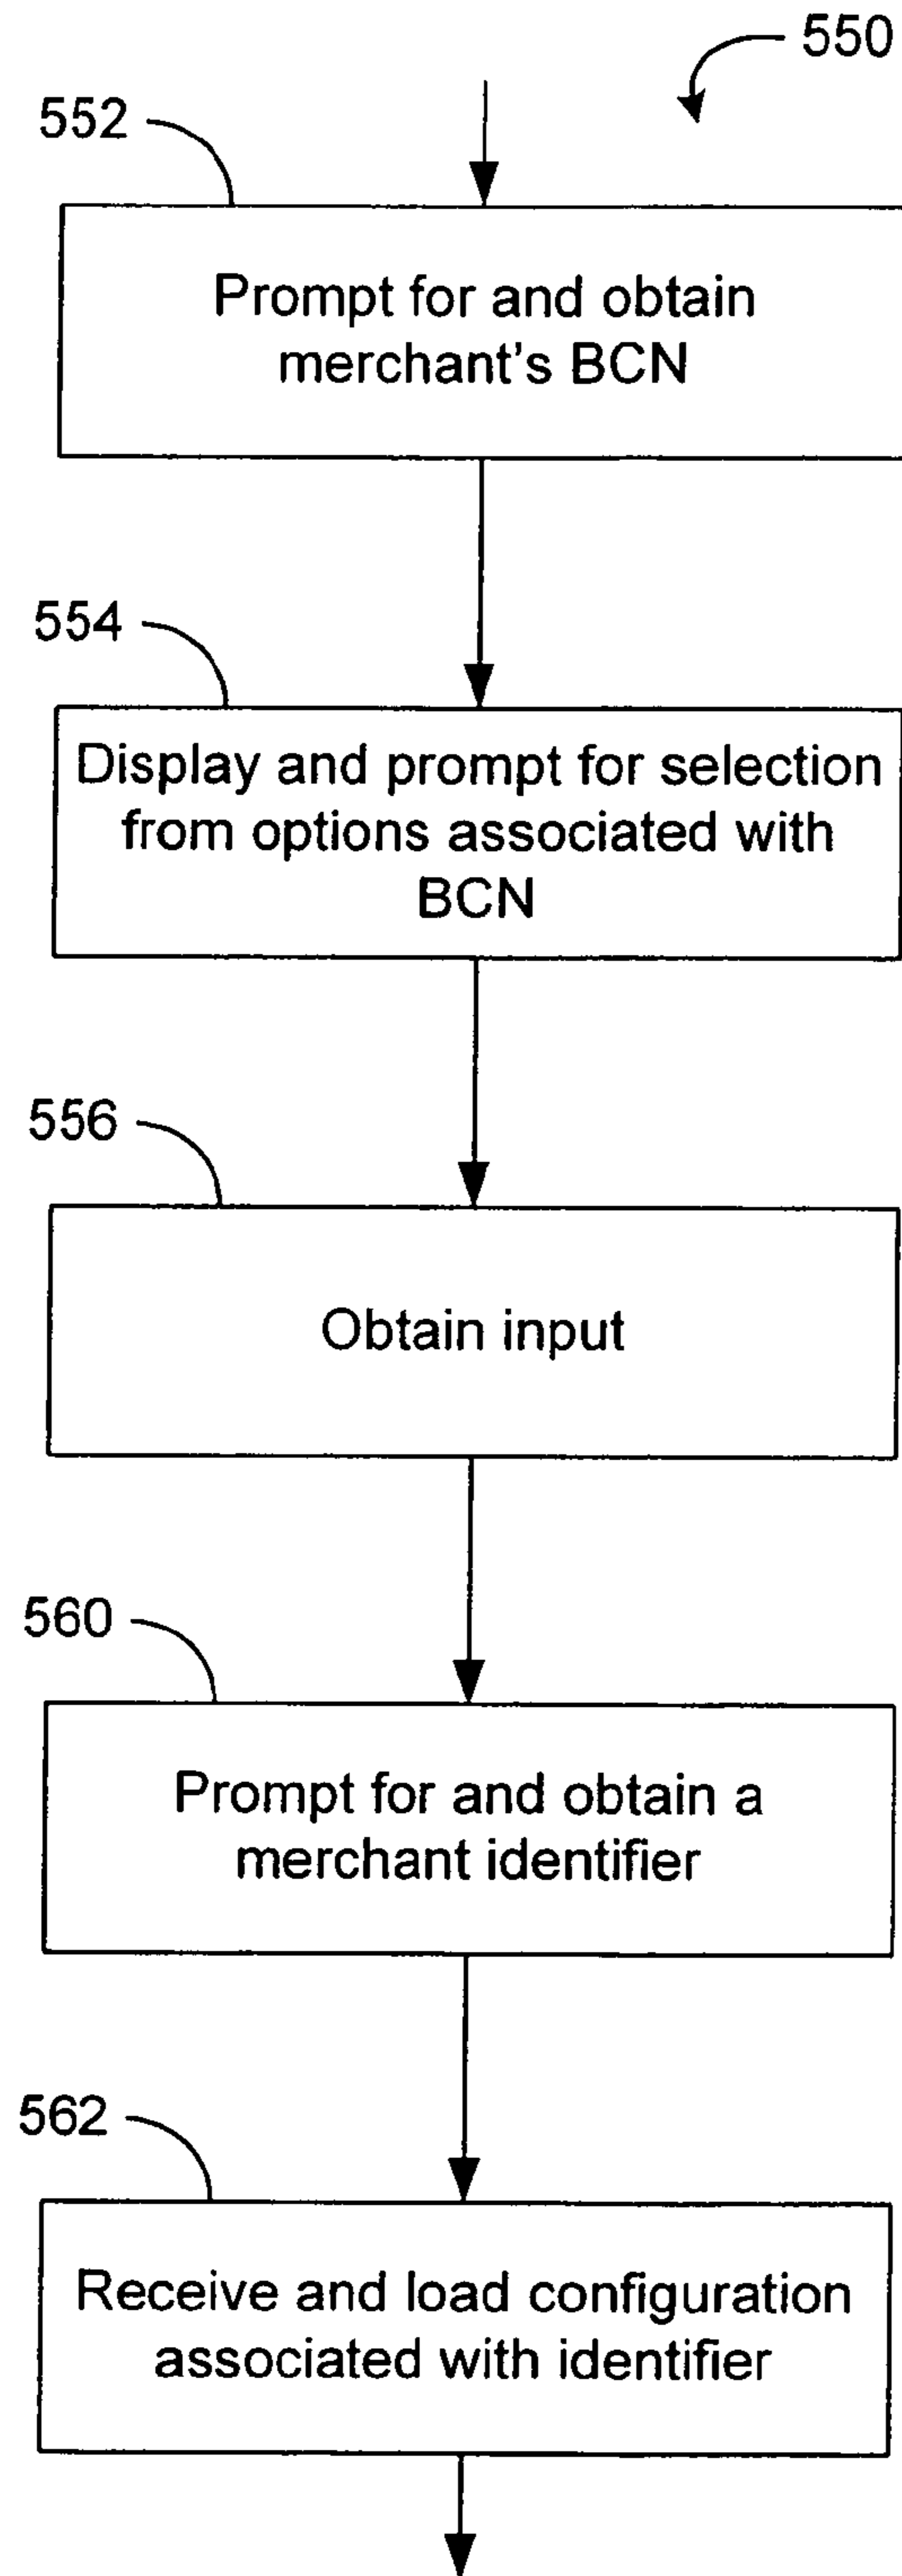 550
552
Prompt for and obtain
merchant's BCN
554
Display and prompt for selection
from options associated with
BCN
556
Obtain input
560
Prompt for and obtain a
merchant identifier
562
Receive and load configuration
associated with identifier